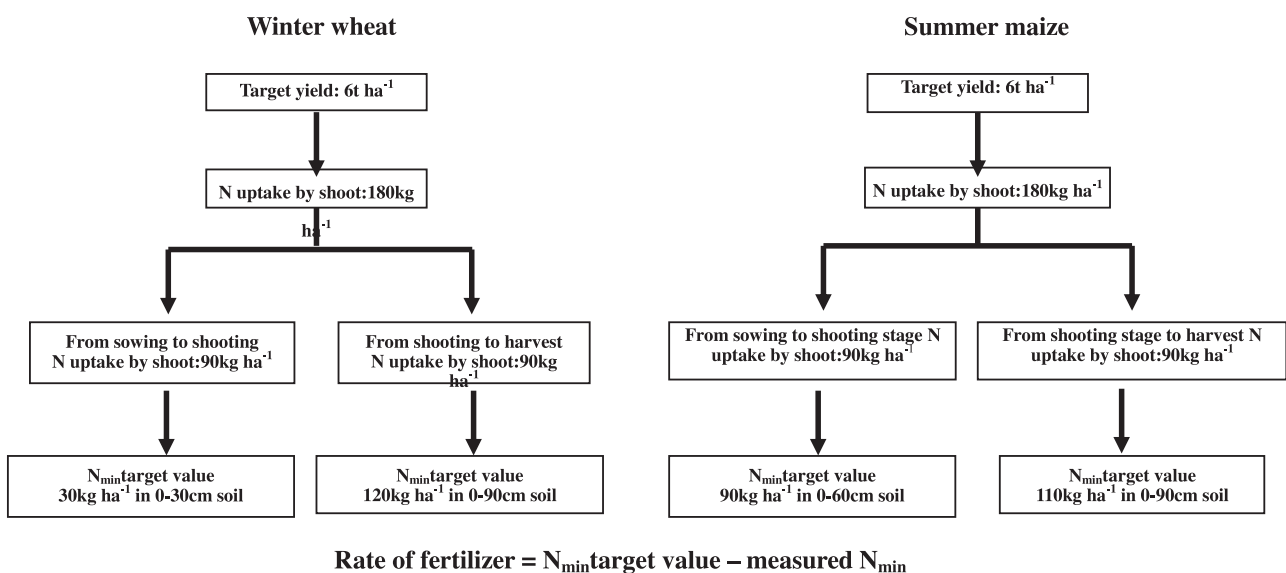 Winter wheat
Target yield: 6t ha⁻¹
N uptake by shoot:180kg
ha⁻¹
From sowing to shooting
N uptake by shoot:90kg ha⁻¹
From shooting to harvest
N uptake by shoot:90kg
ha⁻¹
Nmintarget value
30kg ha⁻¹ in 0-30cm soil
Nmintarget value
120kg ha⁻¹ in 0-90cm soil
Summer maize
Target yield: 6t ha⁻¹
N uptake by shoot:180kg ha⁻¹
From sowing to shooting stage N
uptake by shoot:90kg ha⁻¹
From shooting stage to harvest N
uptake by shoot:90kg ha⁻¹
Nmintarget value
90kg ha⁻¹ in 0-60cm soil
Nmintarget value
110kg ha⁻¹ in 0-90cm soil
Rate of fertilizer = Nmintarget value – measured Nmin